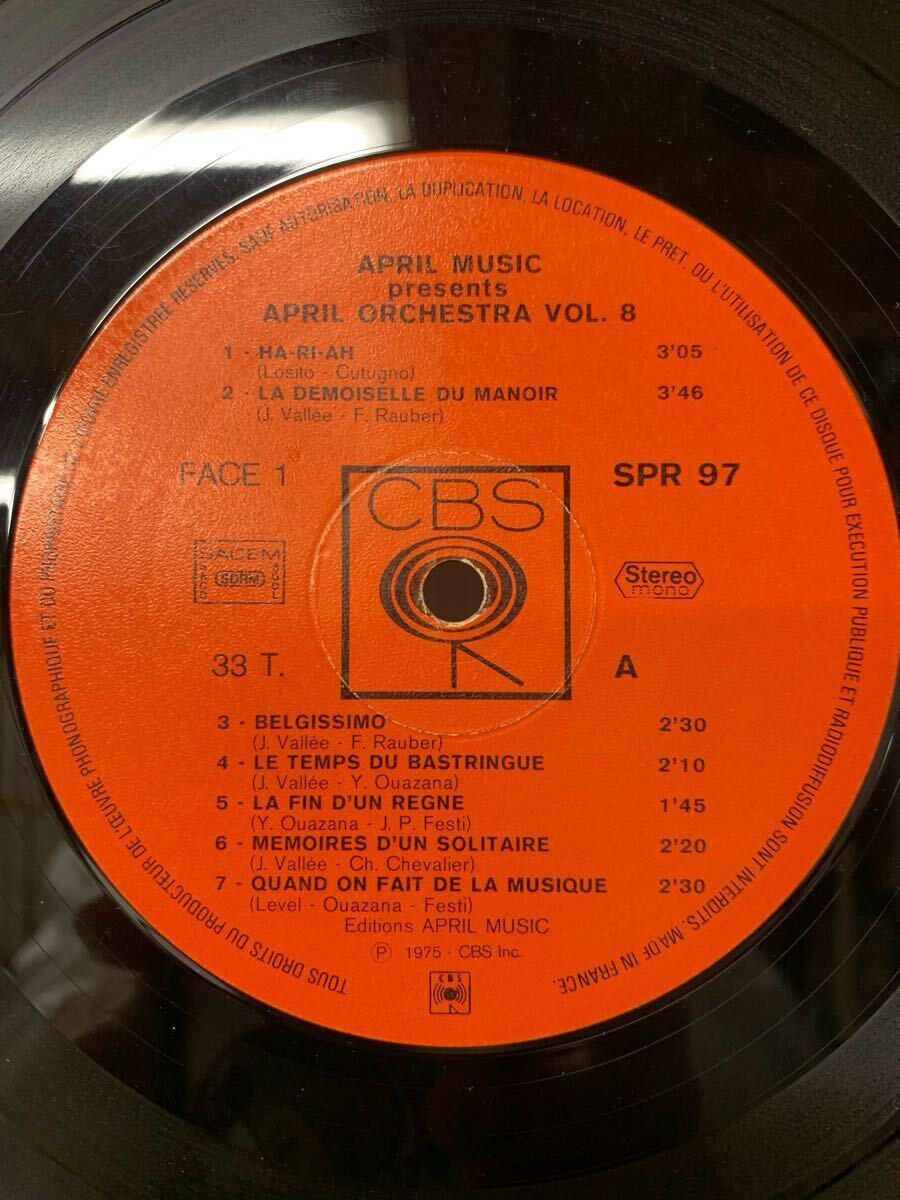 APRIL MUSIC
presents
APRIL ORCHESTRA VOL. 8
1 - HA-RI-AH 3'05
(Losito - Cutugno)
2 - LA DEMOISELLE DU MANOIR 3'46
(J. Vallée - F. Rauber)
FACE 1 CBS SPR 97
SACEM
SDRM
Stereo
mono
33 T. A
3 - BELGISSIMO 2'30
(J. Vallée - F. Rauber)
4 - LE TEMPS DU BASTRINGUE 2'10
(J. Vallée - Y. Ouazana)
5 - LA FIN D'UN REGNE 1'45
(Y. Ouazana - J. P. Festi)
6 - MEMOIRES D'UN SOLITAIRE 2'20
(J. Vallée - Ch. Chevalier)
7 - QUAND ON FAIT DE LA MUSIQUE 2'30
(Level - Ouazana - Festi)
Editions APRIL MUSIC
Ⓟ 1975 - CBS Inc.
CBS
TOUS DROITS DU PRODUCTEUR DE L'ŒUVRE PHONOGRAPHIQUE ET DU PROPRIETAIRE DE L'ŒUVRE ENREGISTREE RESERVES. SAUF AUTORISATION, LA DUPLICATION, LA LOCATION, LE PRET, OU L'UTILISATION DE CE DISQUE POUR EXECUTION PUBLIQUE ET RADIODIFFUSION SONT INTERDITS. MADE IN FRANCE.